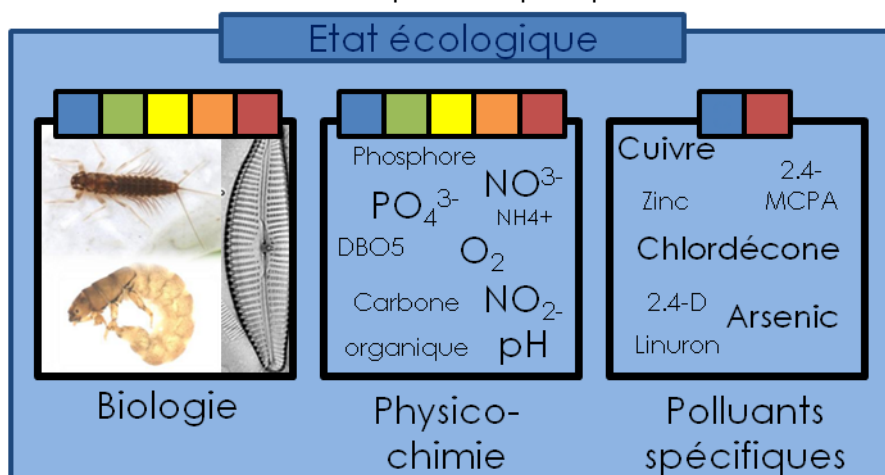 Etat écologique
Phosphore
NO³⁻
PO₄³⁻
NH4+
DBO5
O₂
Carbone
NO₂-
organique
pH
Cuivre
2.4-
MCPA
Zinc
Chlordécone
2.4-D
Arsenic
Linuron
Biologie
Physico-
chimie
Polluants
spécifiques